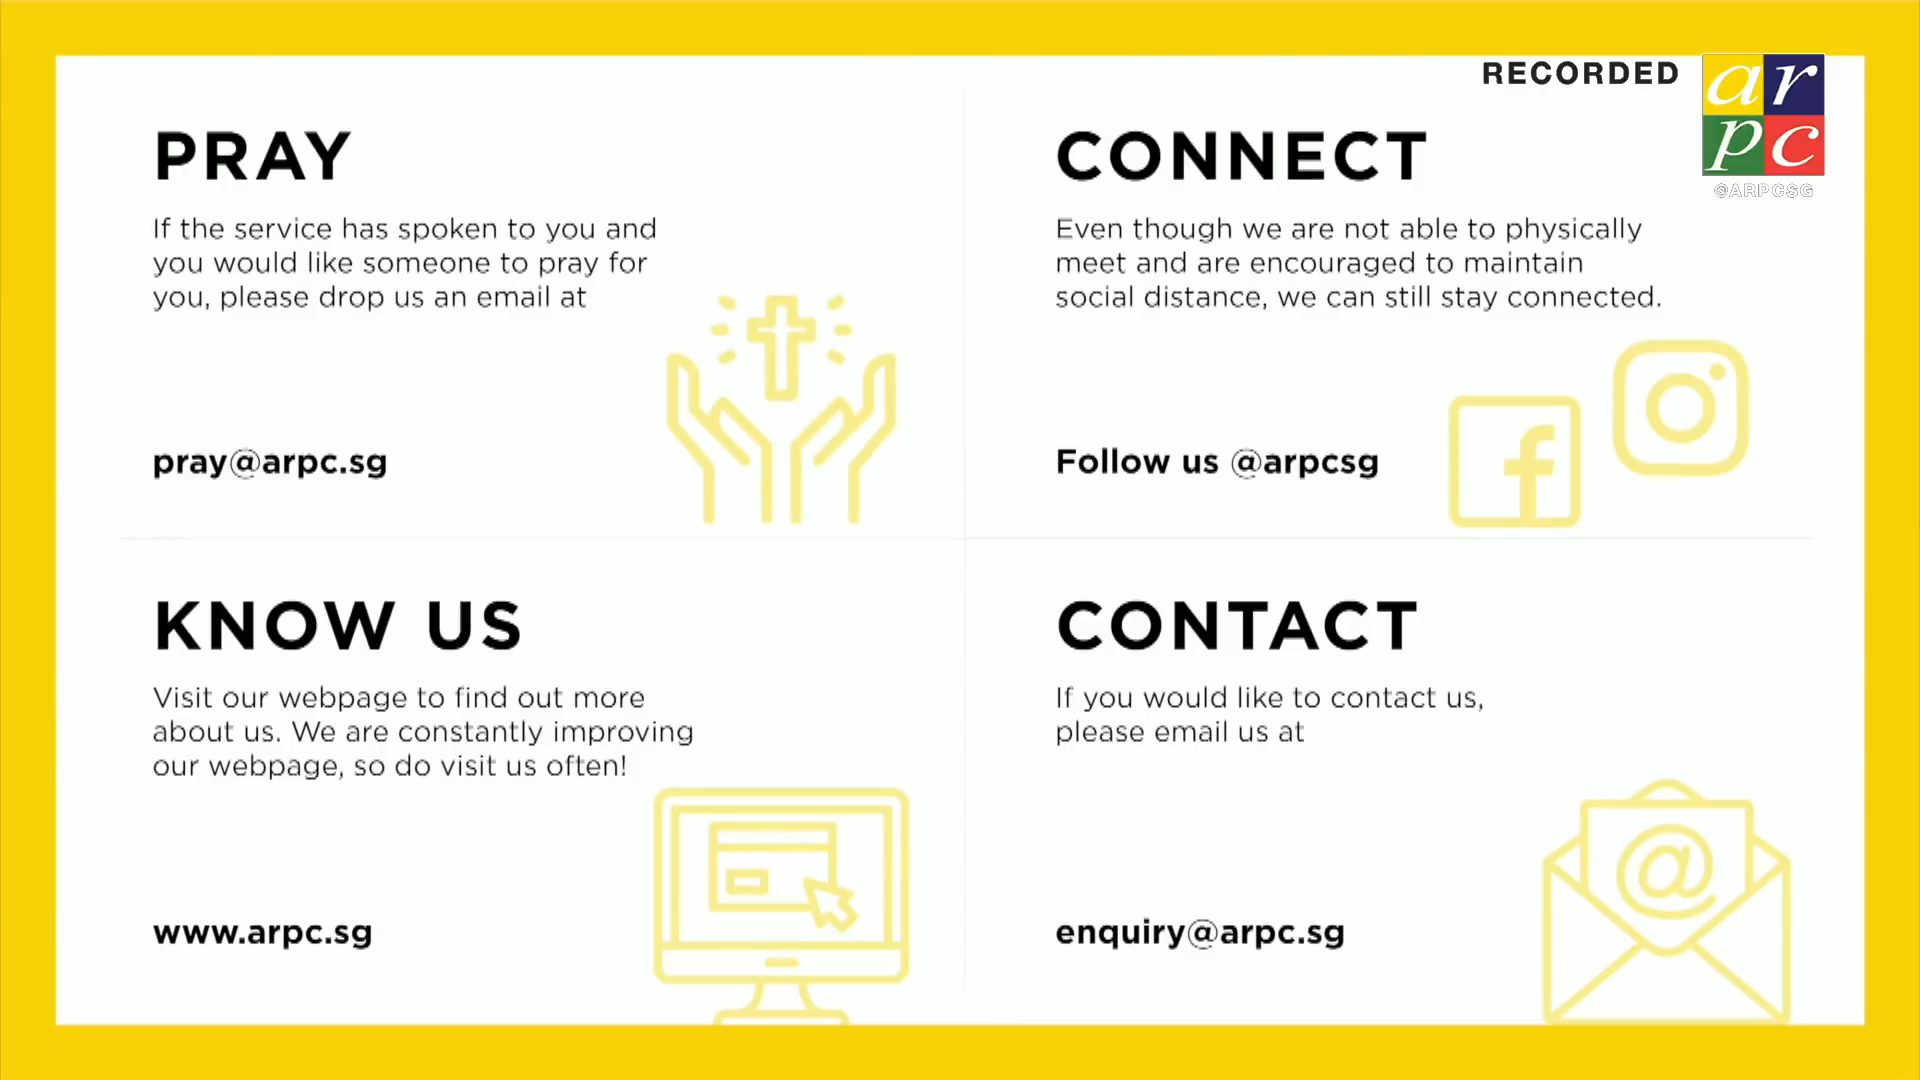 RECORDED
ar
pc
@ARPCSG
PRAY
If the service has spoken to you and
you would like someone to pray for
you, please drop us an email at
pray@arpc.sg
CONNECT
Even though we are not able to physically
meet and are encouraged to maintain
social distance, we can still stay connected.
Follow us @arpcsg
KNOW US
Visit our webpage to find out more
about us. We are constantly improving
our webpage, so do visit us often!
www.arpc.sg
CONTACT
If you would like to contact us,
please email us at
enquiry@arpc.sg